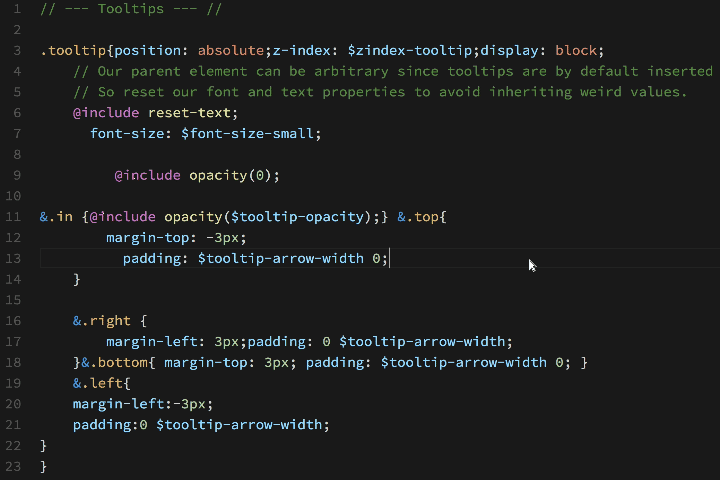 1 // --- Tooltips --- //
2
3 .tooltip{position: absolute;z-index: $zindex-tooltip;display: block;
4 // Our parent element can be arbitrary since tooltips are by default inserted
5 // So reset our font and text properties to avoid inheriting weird values.
6 @include reset-text;
7 font-size: $font-size-small;
8
9 @include opacity(0);
10
11 &.in {@include opacity($tooltip-opacity);} &.top{
12 margin-top: -3px;
13 padding: $tooltip-arrow-width 0;
14 }
15
16 &.right {
17 margin-left: 3px;padding: 0 $tooltip-arrow-width;
18 }&.bottom{ margin-top: 3px; padding: $tooltip-arrow-width 0; }
19 &.left{
20 margin-left:-3px;
21 padding:0 $tooltip-arrow-width;
22 }
23 }